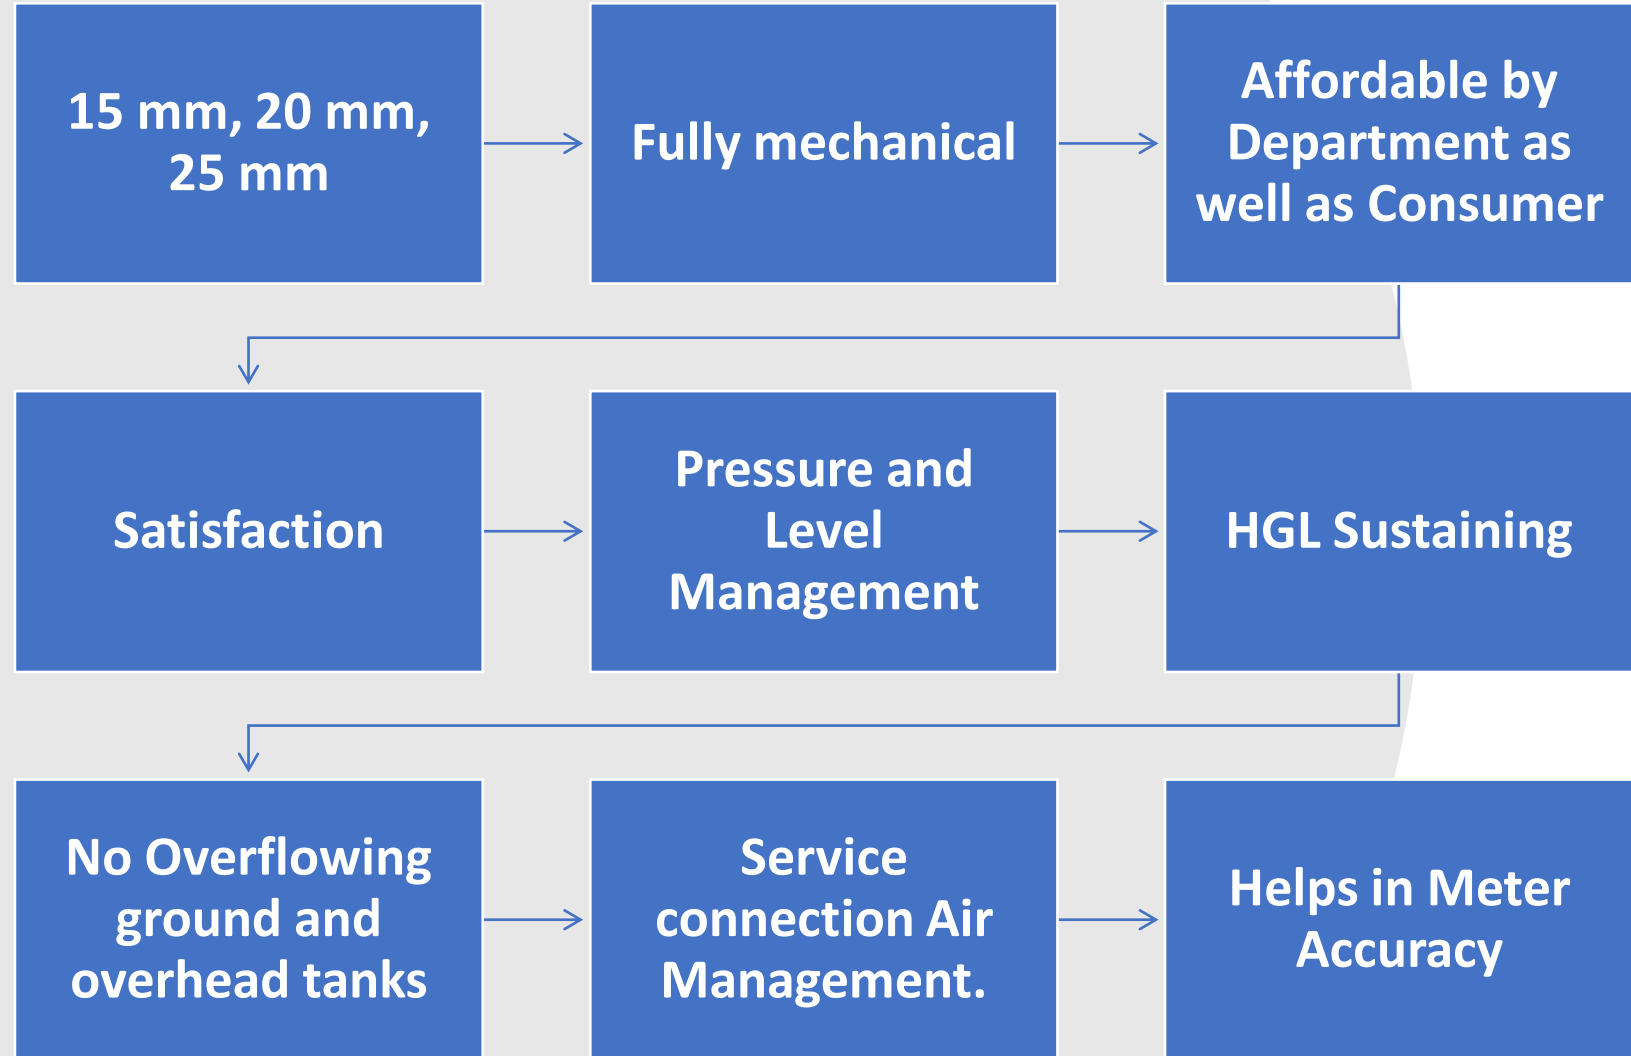 15 mm, 20 mm,
25 mm
Fully mechanical
Affordable by
Department as
well as Consumer
Satisfaction
Pressure and
Level
Management
HGL Sustaining
No Overflowing
ground and
overhead tanks
Service
connection Air
Management.
Helps in Meter
Accuracy